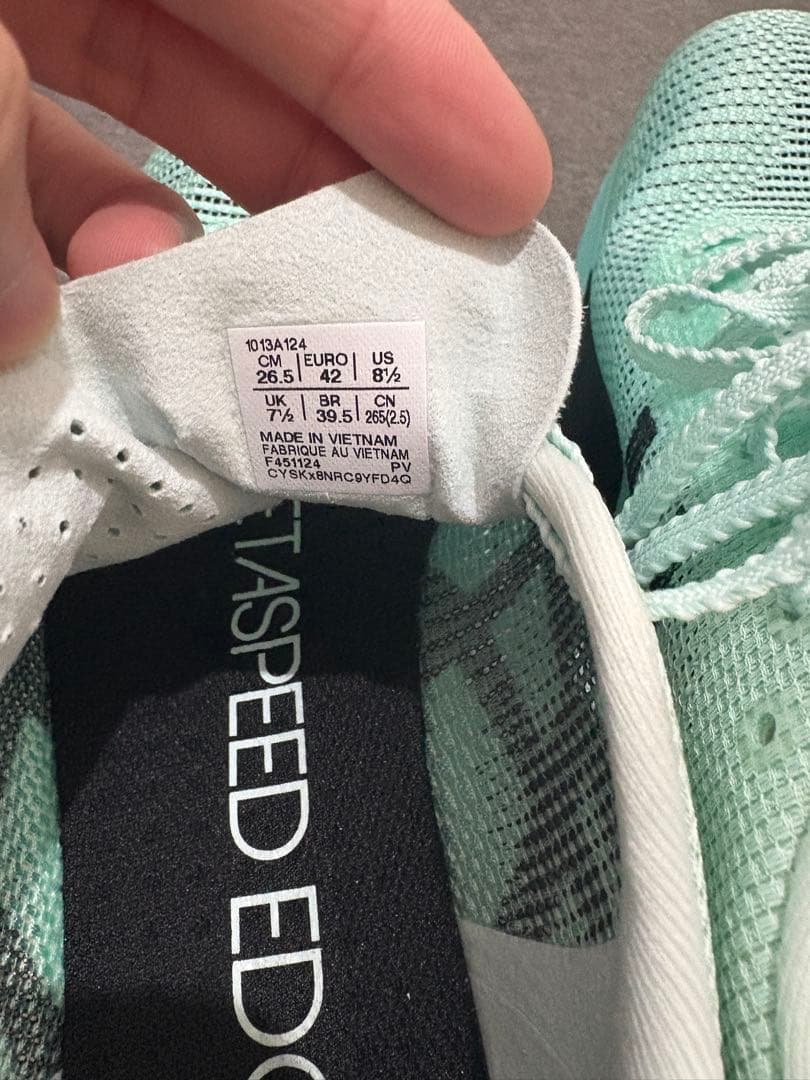 1013A124
CM | EURO | US
26.5 | 42 | 8½
UK | BR | CN
7½ | 39.5 | 265(2.5)
MADE IN VIETNAM
FABRIQUE AU VIETNAM
F451124 PV
CYSKx8NRC9YFD4Q
ETASPEED EDG